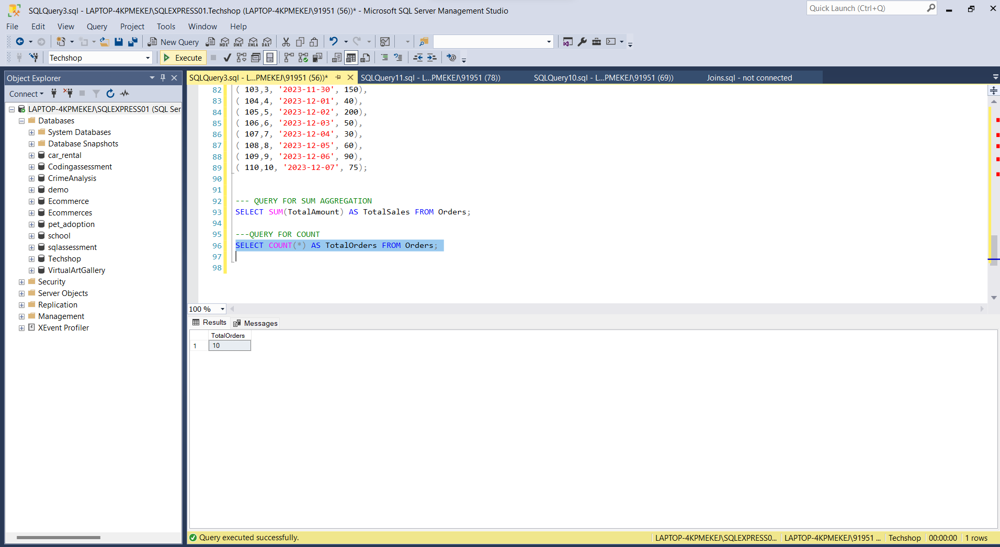 SQLQuery3.sql - LAPTOP-4KPMEKEJ\SQLEXPRESS01.Techshop (LAPTOP-4KPMEKEJ\91951 (56))* - Microsoft SQL Server Management Studio
Quick Launch (Ctrl+Q)
File Edit View Query Project Tools Window Help
New Query MDX DMX XMLA DAX
Techshop Execute
Object Explorer
Connect
LAPTOP-4KPMEKEJ\SQLEXPRESS01 (SQL Ser
Databases
System Databases
Database Snapshots
car_rental
Codingassessment
CrimeAnalysis
demo
Ecommerce
Ecommerces
pet_adoption
school
sqlassessment
Techshop
VirtualArtGallery
Security
Server Objects
Replication
Management
XEvent Profiler
SQLQuery3.sql - L...PMEKEJ\91951 (56))* SQLQuery11.sql - L...PMEKEJ\91951 (78)) SQLQuery10.sql - L...PMEKEJ\91951 (69)) Joins.sql - not connected
82 ( 103,3, '2023-11-30', 150),
83 ( 104,4, '2023-12-01', 40),
84 ( 105,5, '2023-12-02', 200),
85 ( 106,6, '2023-12-03', 50),
86 ( 107,7, '2023-12-04', 30),
87 ( 108,8, '2023-12-05', 60),
88 ( 109,9, '2023-12-06', 90),
89 ( 110,10, '2023-12-07', 75);
90
91
92 --- QUERY FOR SUM AGGREGATION
93 SELECT SUM(TotalAmount) AS TotalSales FROM Orders;
94
95 ---QUERY FOR COUNT
96 SELECT COUNT(*) AS TotalOrders FROM Orders;
97
98
100 %
Results Messages
TotalOrders
1 10
Query executed successfully. LAPTOP-4KPMEKEJ\SQLEXPRESS0... LAPTOP-4KPMEKEJ\91951 ... Techshop 00:00:00 1 rows